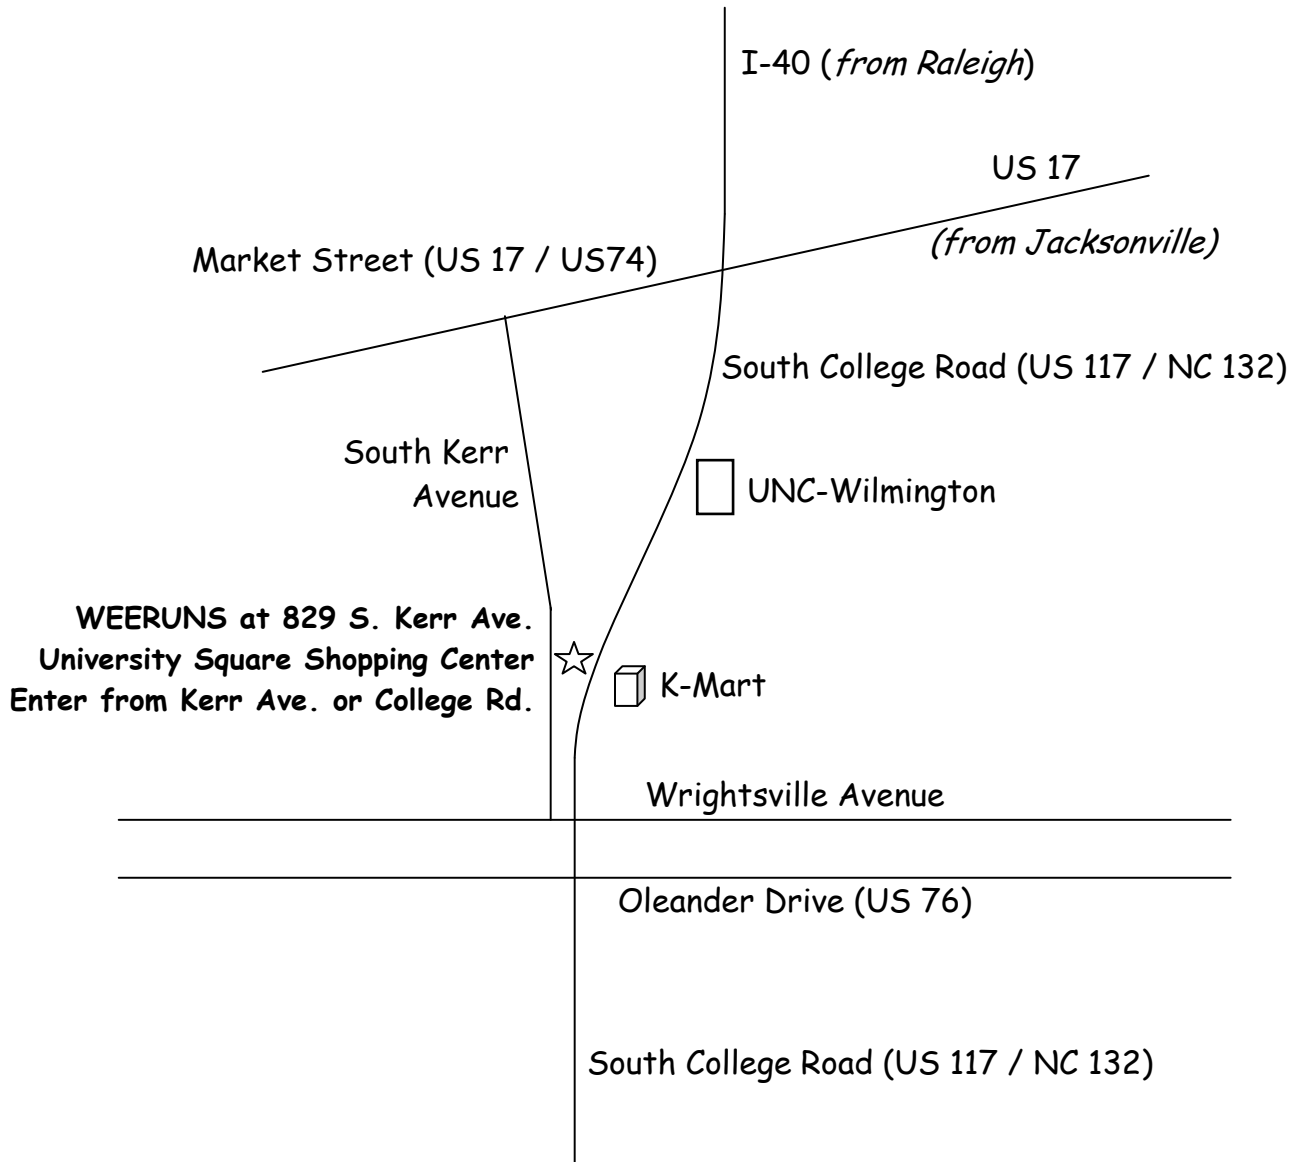 I-40 (from Raleigh)
US 17
(from Jacksonville)
Market Street (US 17 / US74)
South College Road (US 117 / NC 132)
South Kerr
Avenue
UNC-Wilmington
WEERUNS at 829 S. Kerr Ave.
University Square Shopping Center
Enter from Kerr Ave. or College Rd.
K-Mart
Wrightsville Avenue
Oleander Drive (US 76)
South College Road (US 117 / NC 132)